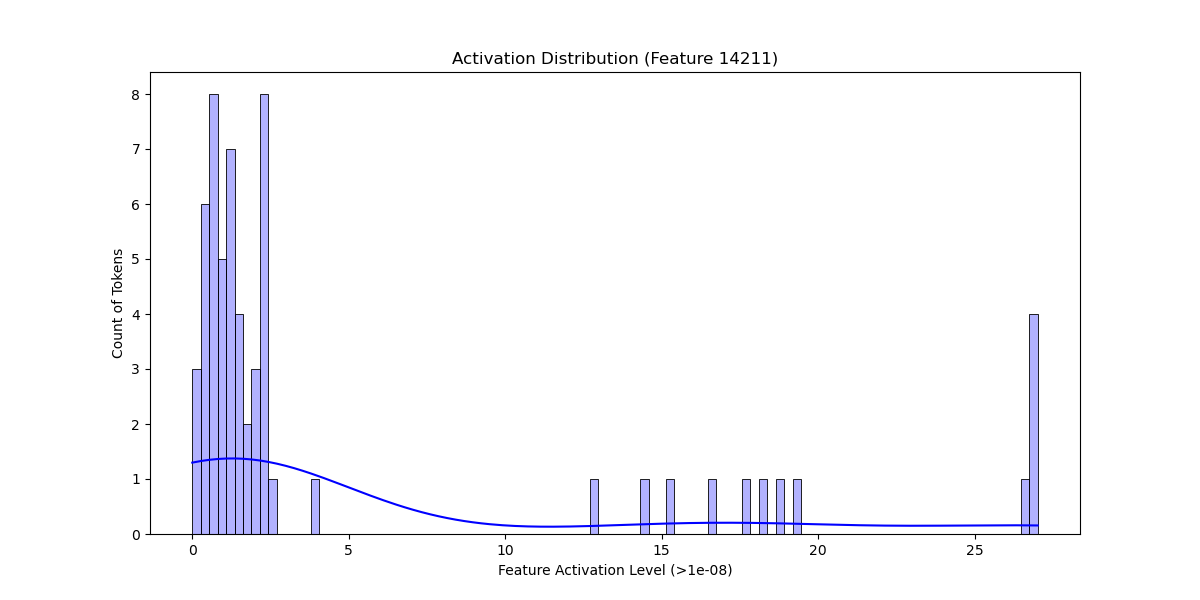 Activation Distribution (Feature 14211)
8
7
6
5
4
3
2
1
0
Count of Tokens
0 5 10 15 20 25
Feature Activation Level (>1e-08)